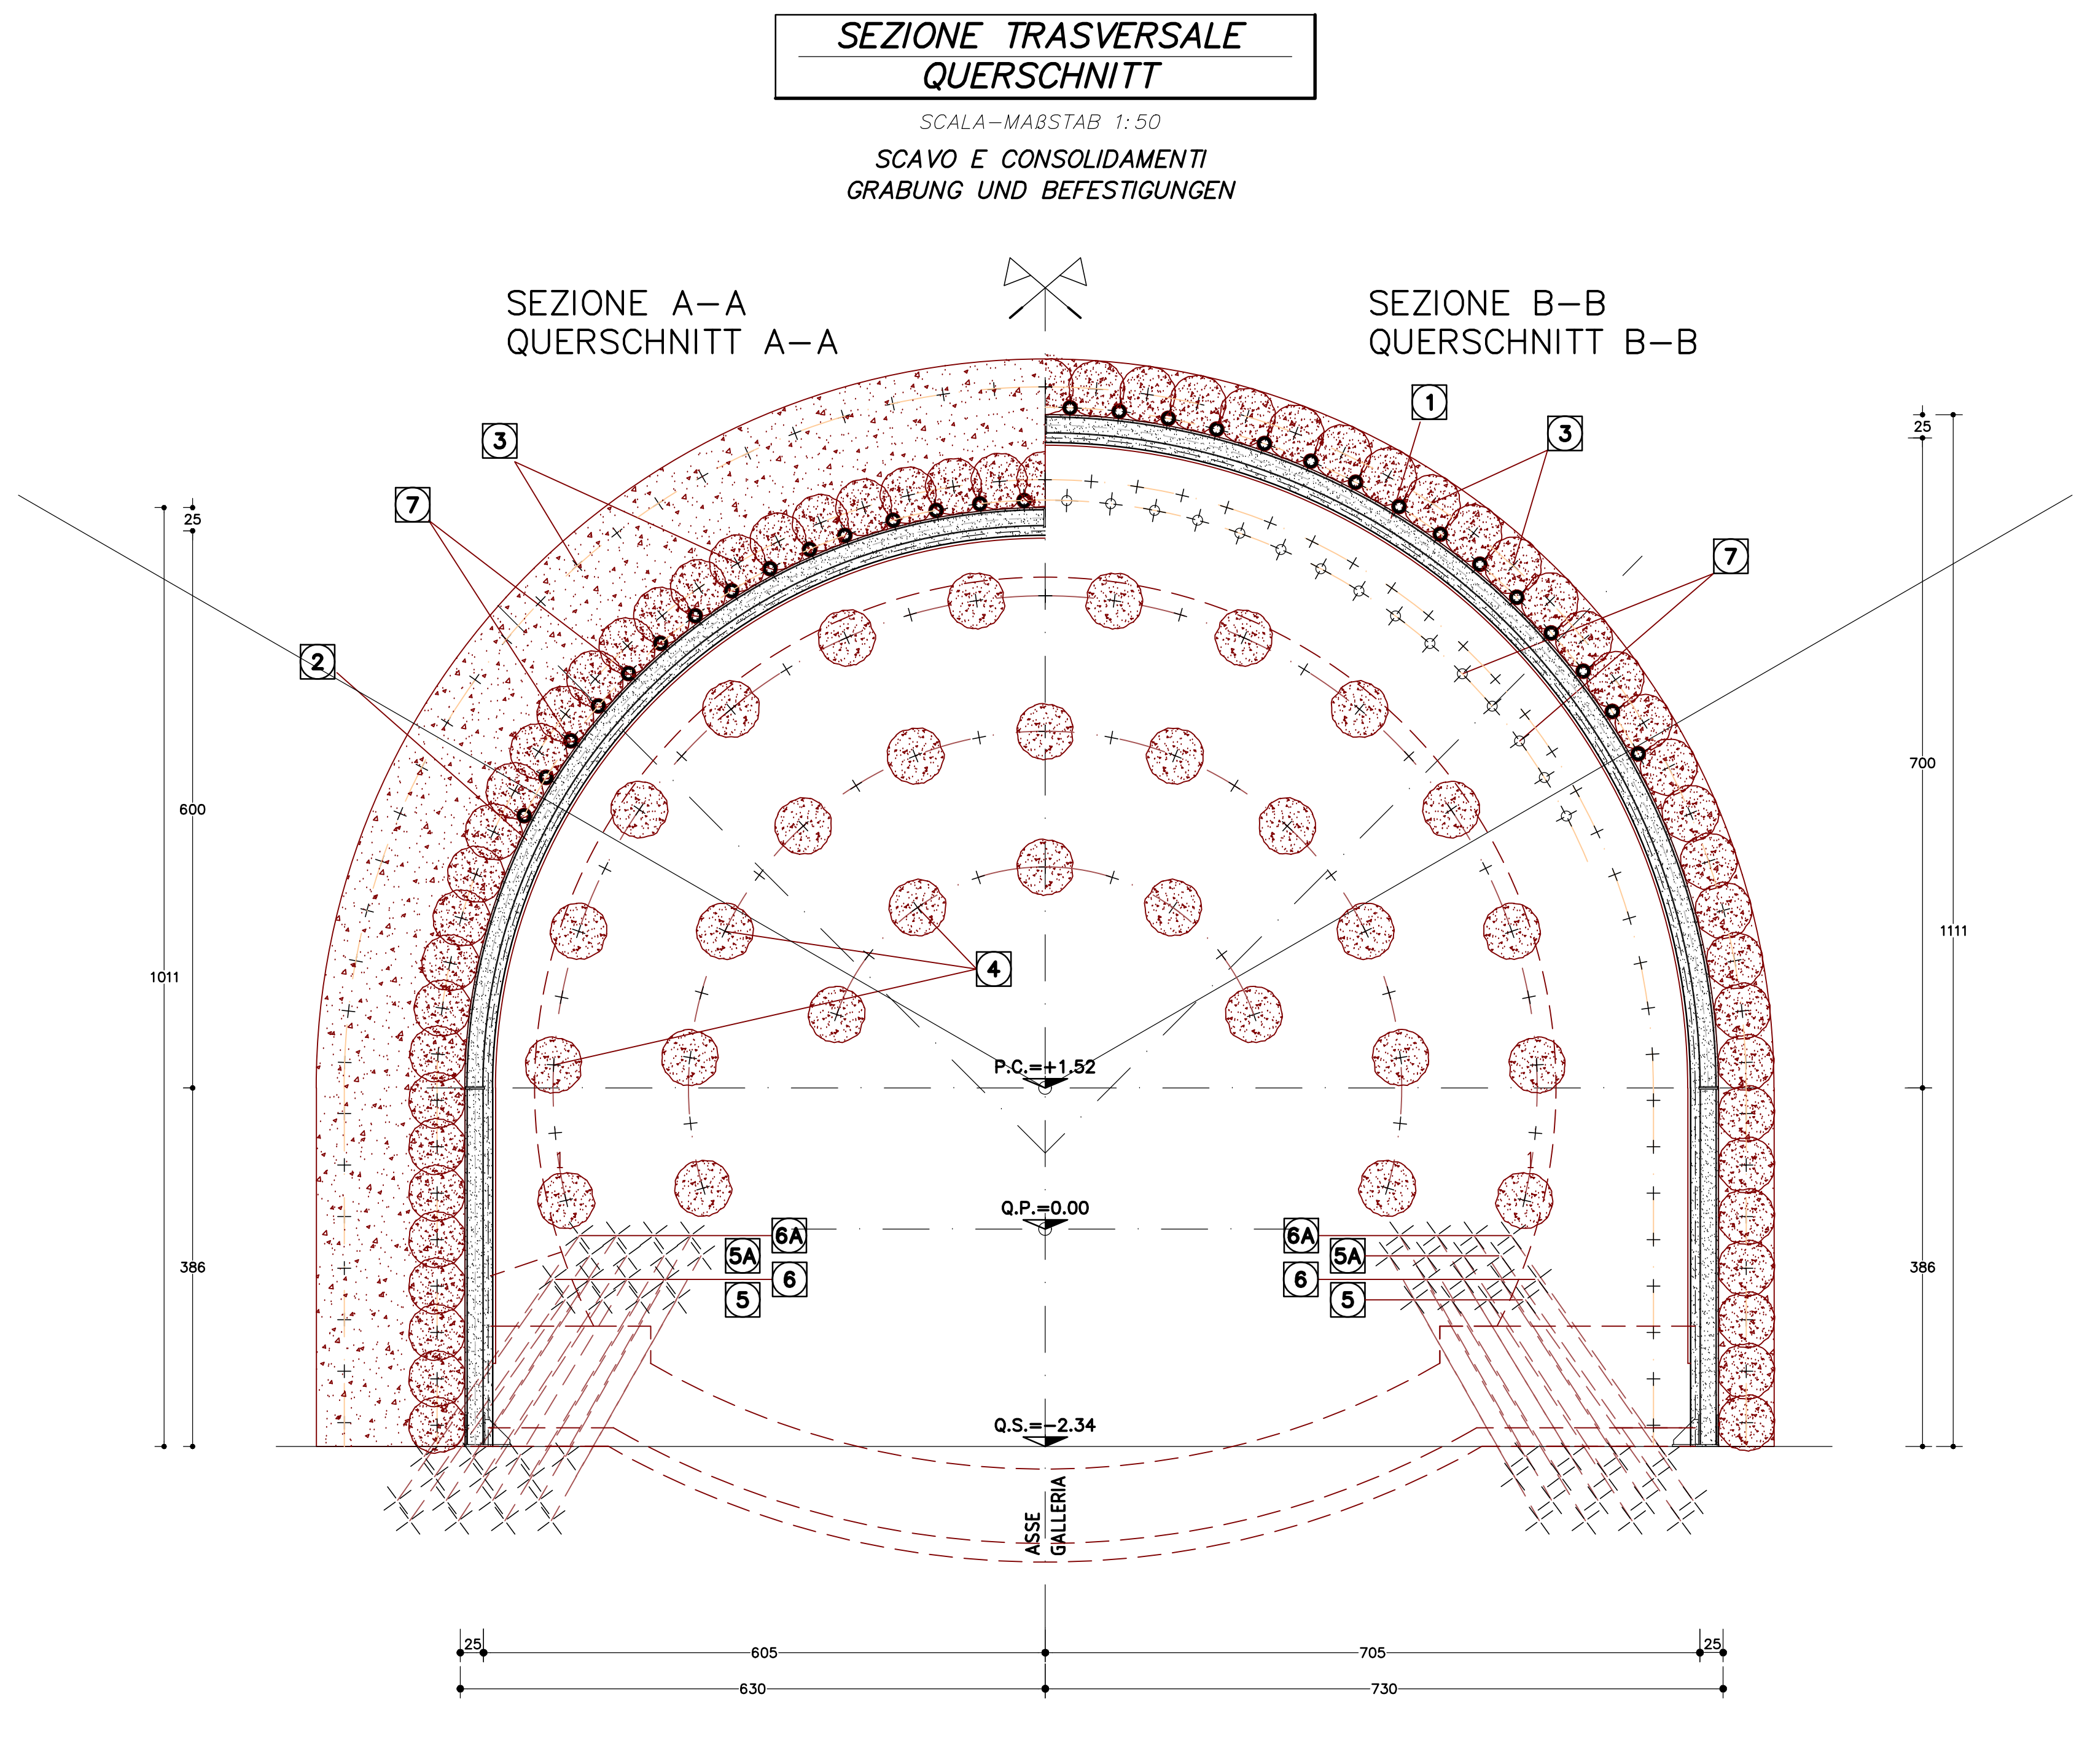 SEZIONE TRASVERSALE
QUERSCHNITT
SCALA-MAßSTAB 1:50
SCAVO E CONSOLIDAMENTI
GRABUNG UND BEFESTIGUNGEN
SEZIONE A-A
QUERSCHNITT A-A
SEZIONE B-B
QUERSCHNITT B-B
1
3
3
7
7
2
4
25
600
1011
386
25
700
1111
386
P.C.=+1.52
Q.P.=0.00
6A
5A
6
5
6A
5A
6
5
1
1
Q.S.=-2.34
ASSE
GALLERIA
25
605
705
25
630
730